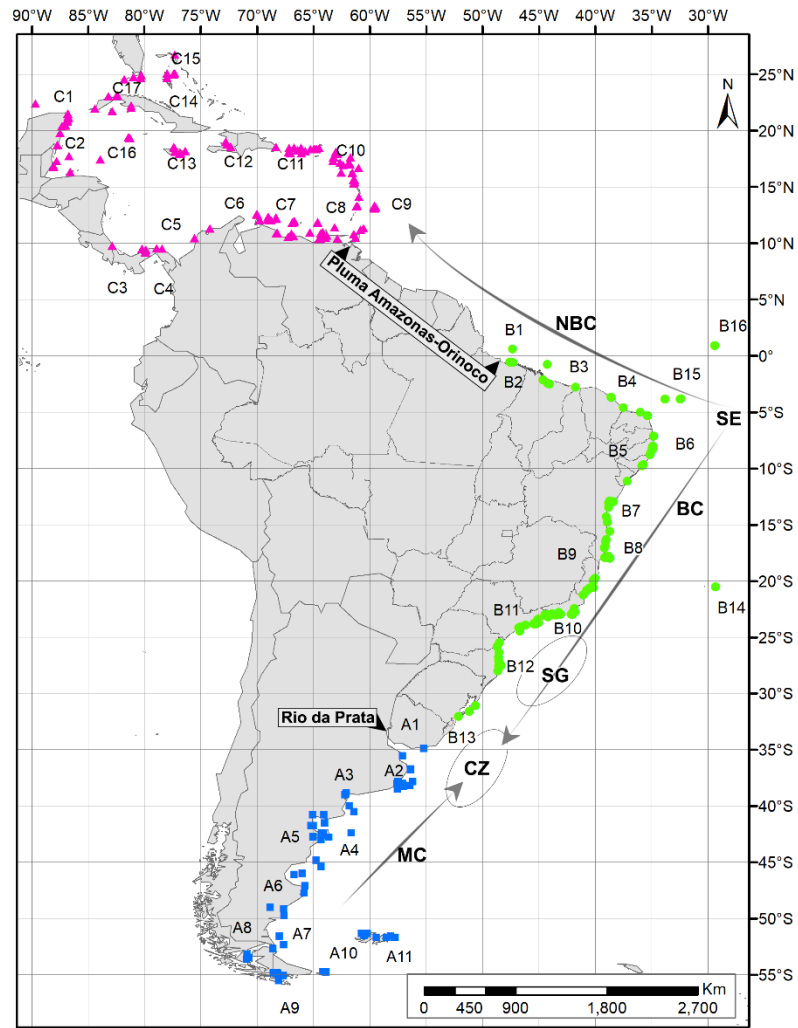 90°W 80°W 70°W 60°W 50°W 40°W 30°W
85°W 75°W 65°W 55°W 45°W 35°W
N
25°N
20°N
15°N
10°N
5°N
0°
5°S
10°S
15°S
20°S
25°S
30°S
35°S
40°S
45°S
50°S
55°S
C15
C17
C1
C14
C2
C16
C13
C12
C11
C10
C6
C7
C8
C9
C5
C3
C4
Pluma Amazonas-Orinoco
NBC
B16
B1
B3
B15
B2
B4
SE
B5
B6
BC
B7
B9
B8
B11
B14
B10
B12
SG
Rio da Prata
A1
B13
A2
CZ
A3
A5
A4
MC
A6
A8
A7
A10
A11
A9
Km
0 450 900 1,800 2,700